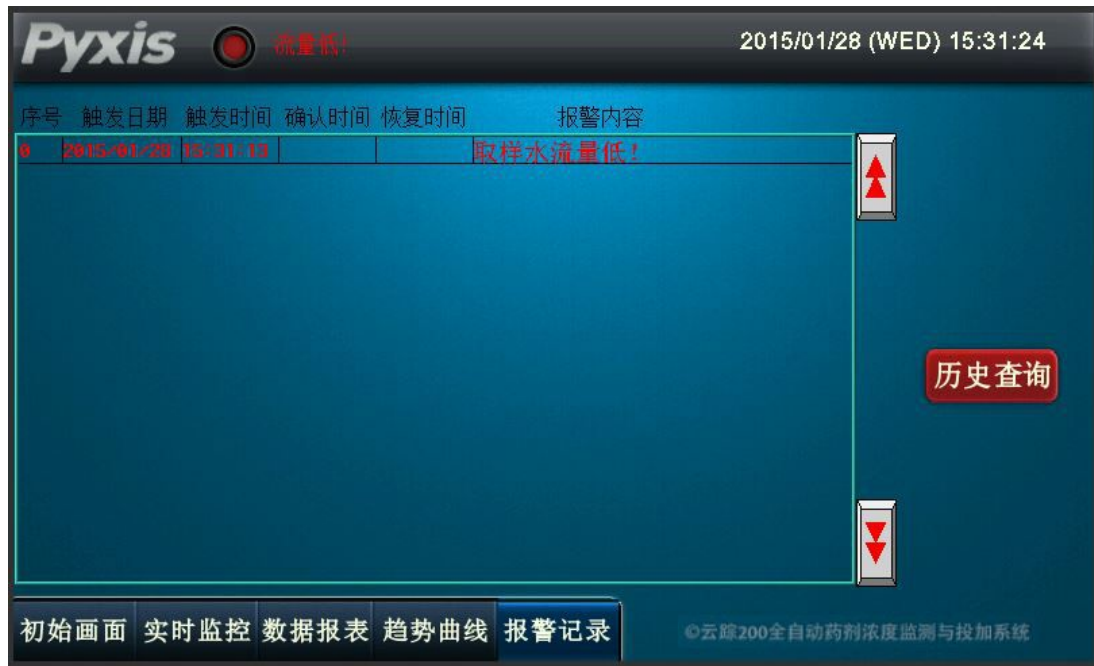 Pyxis 流量低! 2015/01/28 (WED) 15:31:24
序号 触发日期 触发时间 确认时间 恢复时间 报警内容
0 2015/01/28 15:31:13 取样水流量低!
历史查询
初始画面 实时监控 数据报表 趋势曲线 报警记录 ©云踪200全自动药剂浓度监测与投加系统